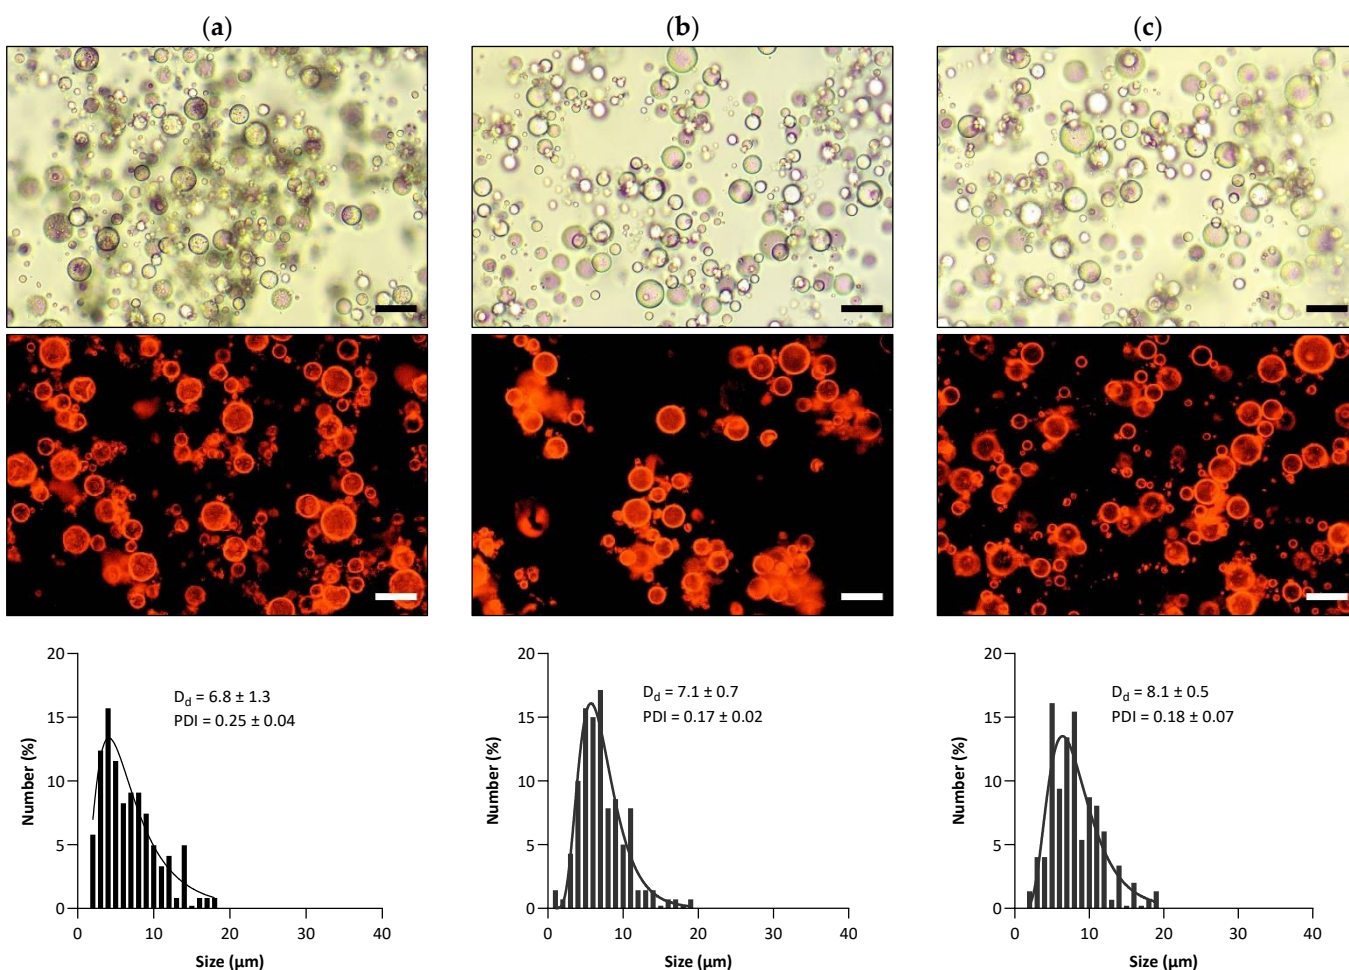 (a) (b) (c)
20 15 10 5 0
Number (%)
D_d = 6.8 ± 1.3
PDI = 0.25 ± 0.04
0 10 20 30 40
Size (µm)
20 15 10 5 0
Number (%)
D_d = 7.1 ± 0.7
PDI = 0.17 ± 0.02
0 10 20 30 40
Size (µm)
20 15 10 5 0
Number (%)
D_d = 8.1 ± 0.5
PDI = 0.18 ± 0.07
0 10 20 30 40
Size (µm)